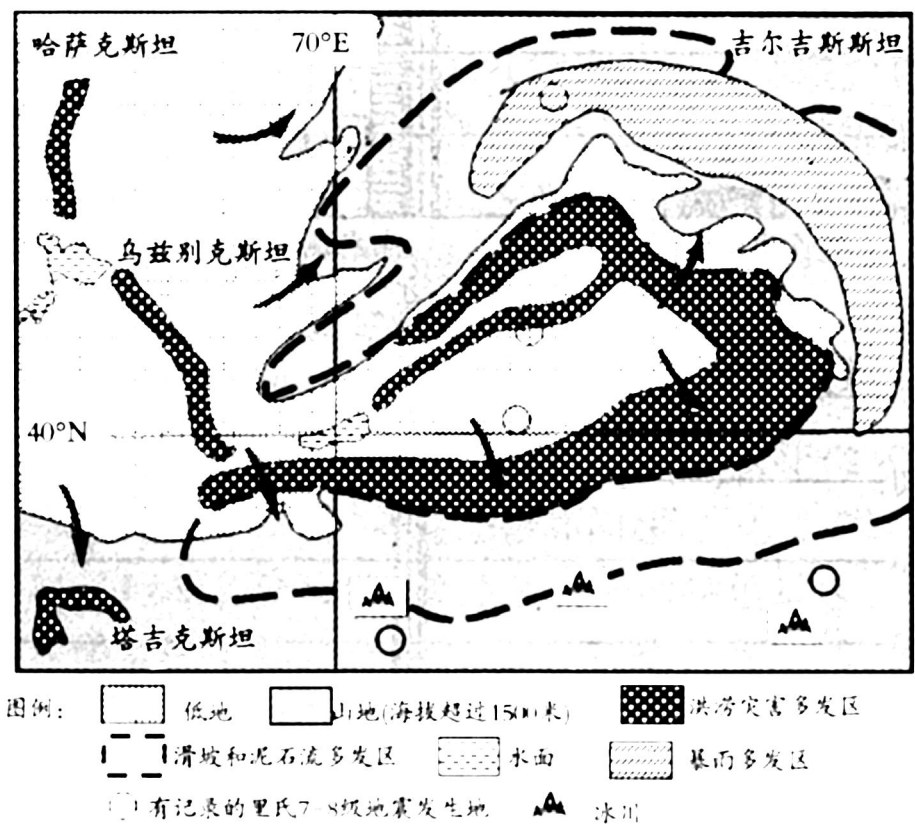 哈萨克斯坦 70°E 吉尔吉斯斯坦
乌兹别克斯坦
40°N
塔吉克斯坦
图例： 低地 山地(海拔超过1500米) 洪涝灾害多发区
滑坡和泥石流多发区 水面 暴雨多发区
有记录的里氏7-8级地震发生地 冰川